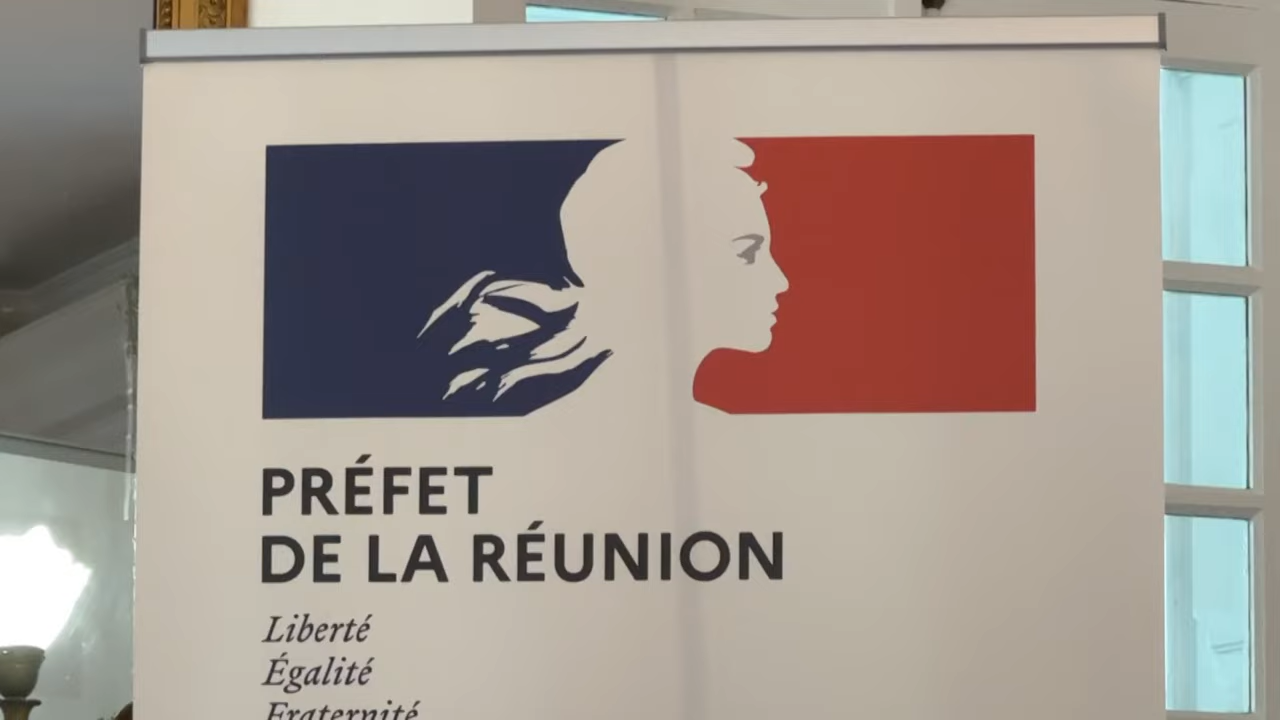 PRÉFET
DE LA RÉUNION
Liberté
Égalité
Fraternité